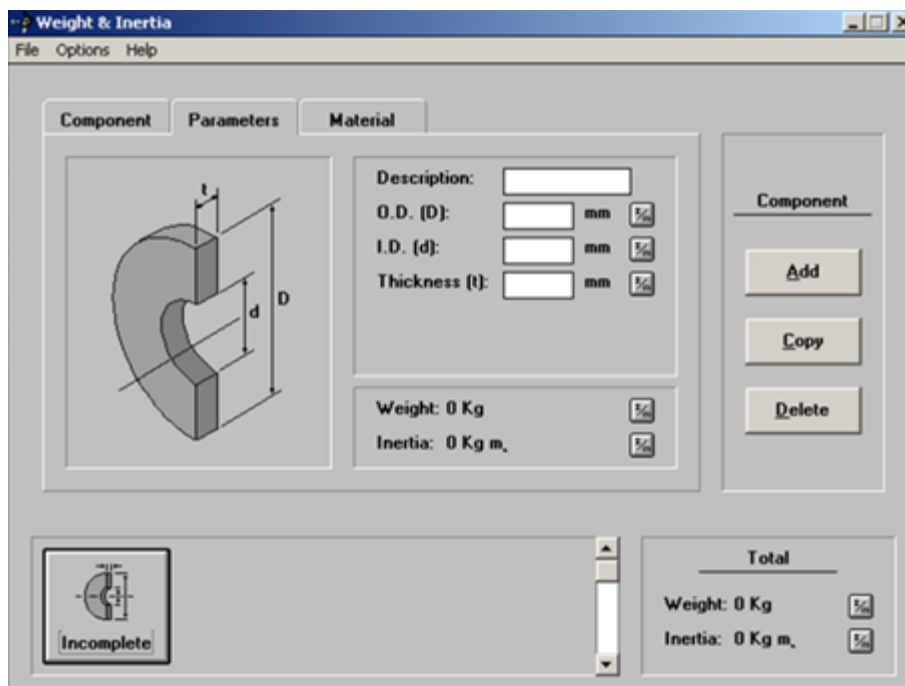 Weight & Inertia
File Options Help
Component Parameters Material
t
D
d
Description:
O.D. (D): mm
I.D. (d): mm
Thickness (t): mm
Weight: 0 Kg
Inertia: 0 Kg m
Component
Add
Copy
Delete
Incomplete
Total
Weight: 0 Kg
Inertia: 0 Kg m